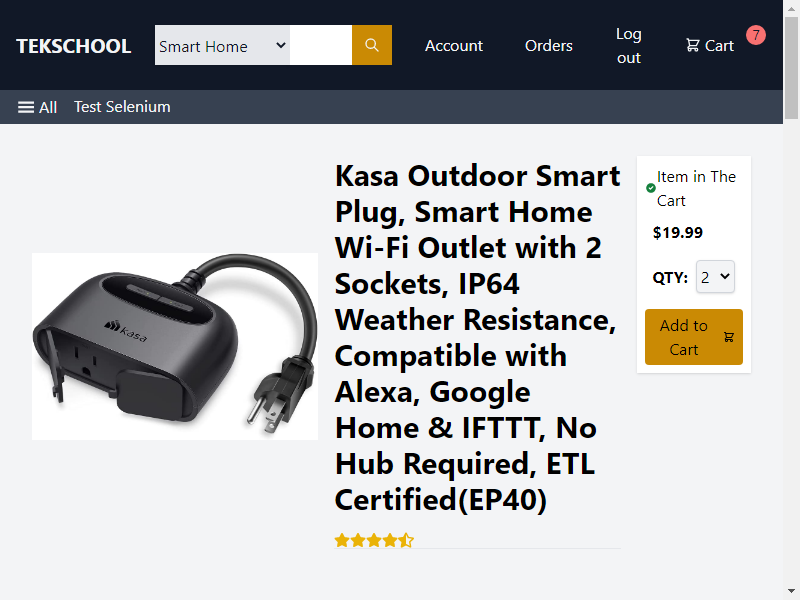 TEKSCHOOL
Smart Home
Account
Orders
Log
out
Cart
7
All
Test Selenium
Kasa Outdoor Smart
Plug, Smart Home
Wi-Fi Outlet with 2
Sockets, IP64
Weather Resistance,
Compatible with
Alexa, Google
Home & IFTTT, No
Hub Required, ETL
Certified(EP40)
Item in The
Cart
$19.99
QTY: 2
Add to
Cart
kasa